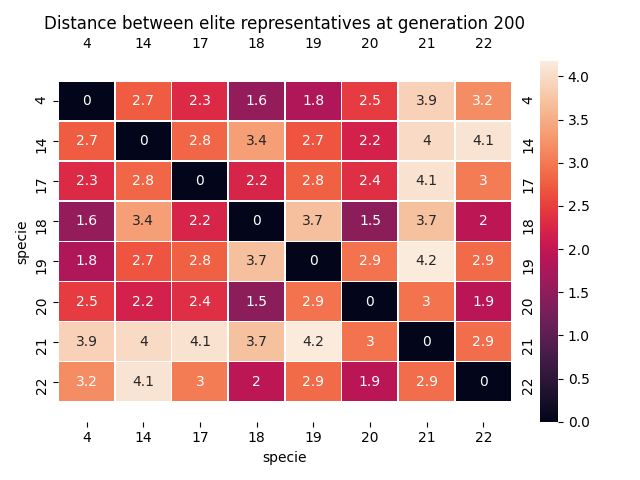 Distance between elite representatives at generation 200
4 14 17 18 19 20 21 22
4 0 2.7 2.3 1.6 1.8 2.5 3.9 3.2 4
14 2.7 0 2.8 3.4 2.7 2.2 4 4.1 14
17 2.3 2.8 0 2.2 2.8 2.4 4.1 3 17
18 1.6 3.4 2.2 0 3.7 1.5 3.7 2 18
19 1.8 2.7 2.8 3.7 0 2.9 4.2 2.9 19
20 2.5 2.2 2.4 1.5 2.9 0 3 1.9 20
21 3.9 4 4.1 3.7 4.2 3 0 2.9 21
22 3.2 4.1 3 2 2.9 1.9 2.9 0 22
4 14 17 18 19 20 21 22
specie
specie
4.0
3.5
3.0
2.5
2.0
1.5
1.0
0.5
0.0